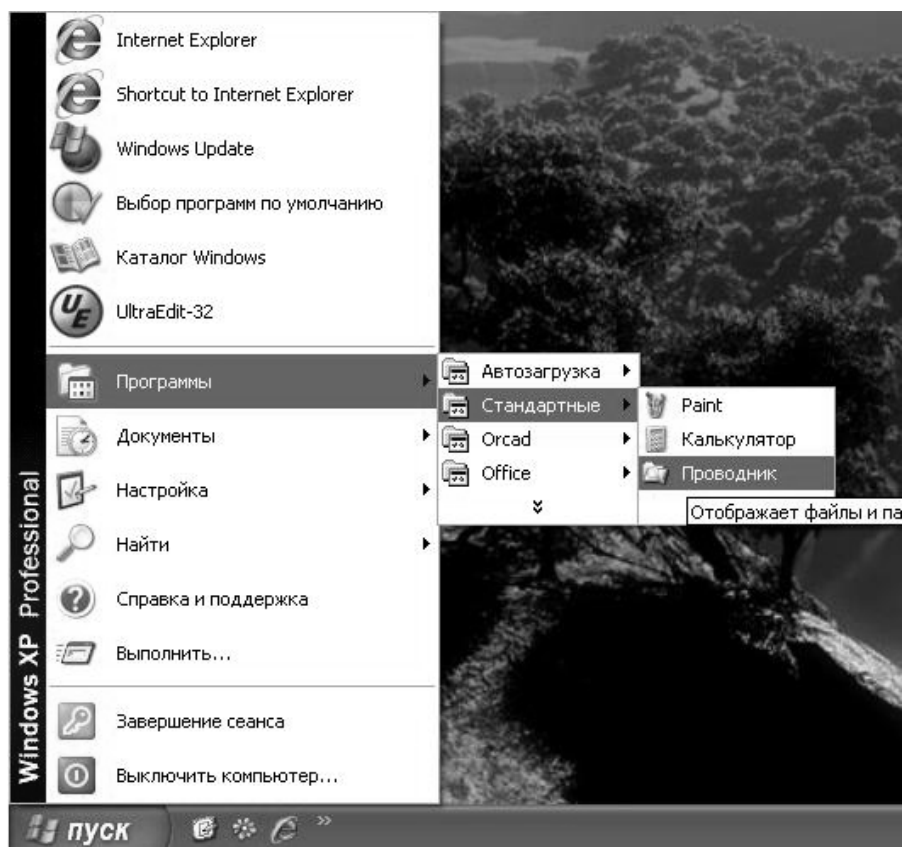 Internet Explorer
Shortcut to Internet Explorer
Windows Update
Выбор программ по умолчанию
Каталог Windows
UltraEdit-32
Программы
Документы
Настройка
Найти
Справка и поддержка
Выполнить...
Завершение сеанса
Выключить компьютер...
Windows XP Professional
Автозагрузка
Стандартные
Orcad
Office
Paint
Калькулятор
Проводник
Отображает файлы и па
пуск